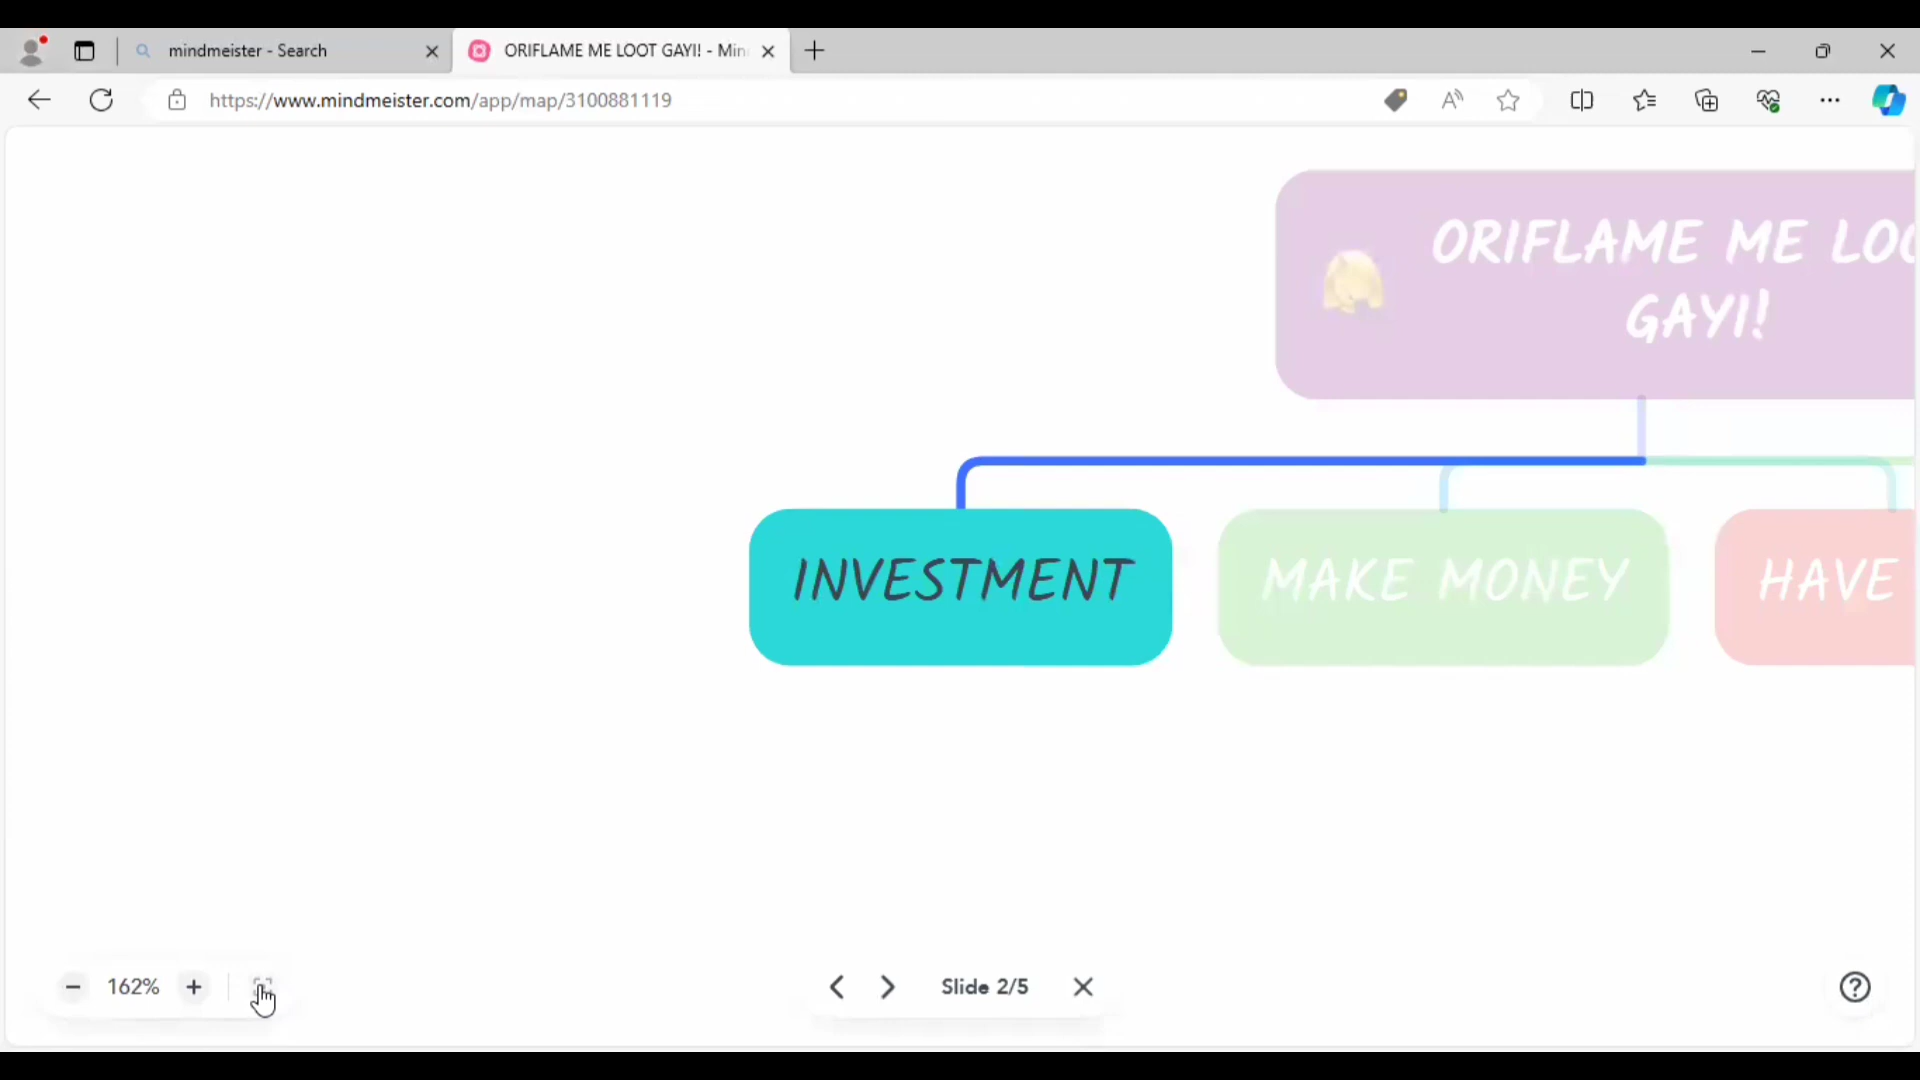 mindmeister - Search
ORIFLAME ME LOOT GAYI! - Min
https://www.mindmeister.com/app/map/3100881119
ORIFLAME ME LOO
GAYI!
INVESTMENT
MAKE MONEY
HAVE
162%
Slide 2/5